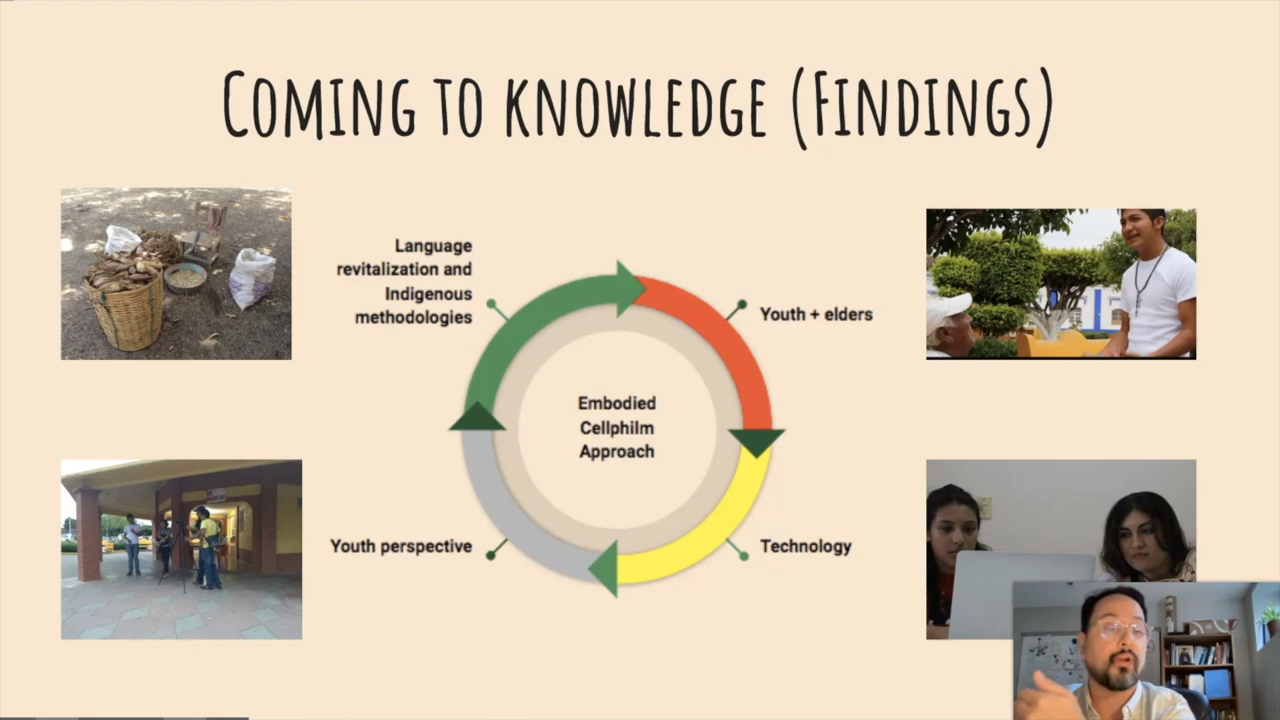 Coming to knowledge (Findings)
Language
revitalization and
Indigenous
methodologies
Youth + elders
Embodied
Cellphilm
Approach
Youth perspective
Technology